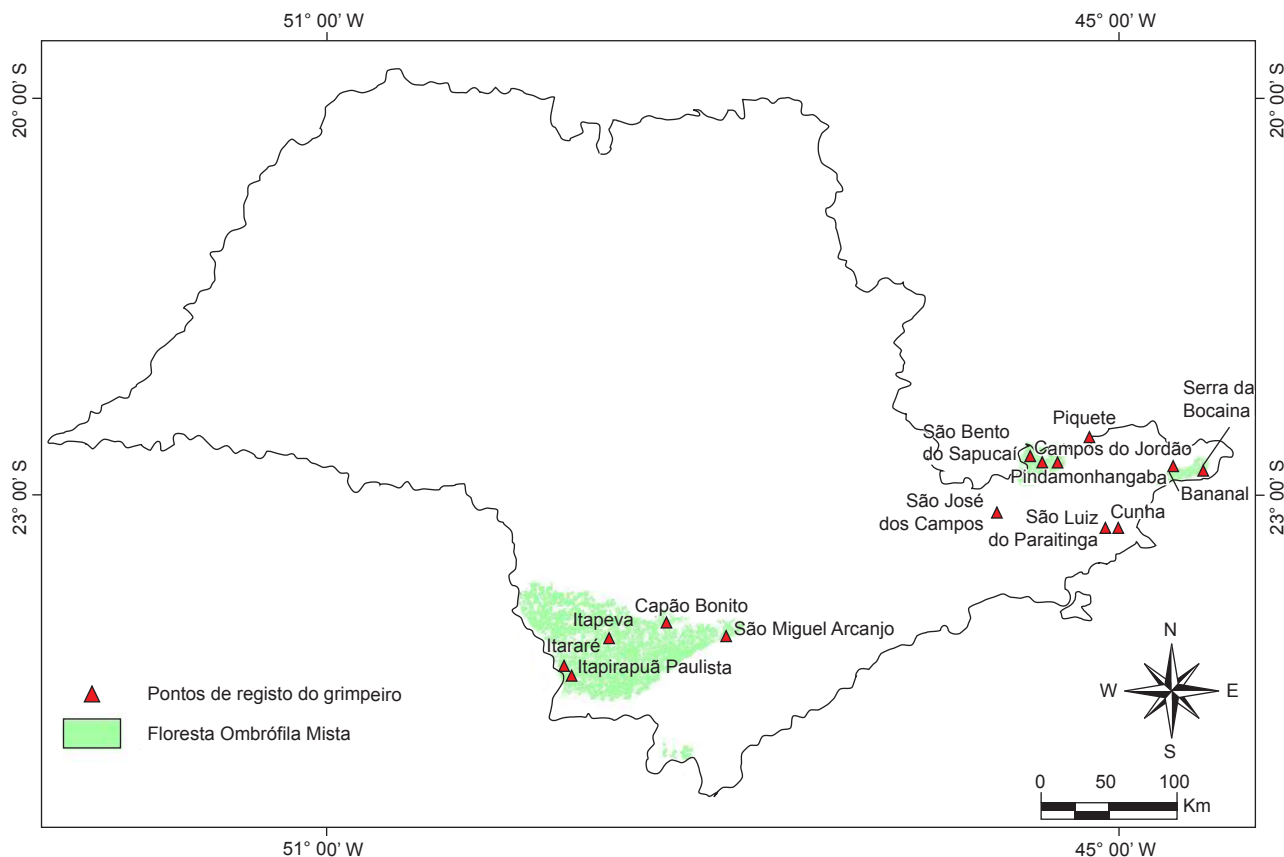 51° 00’ W
45° 00’ W
20° 00’ S
20° 00’ S
Serra da
Bocaina
Piquete
São Bento
do Sapucaí
Campos do Jordão
Pindamonhangaba
Bananal
23° 00’ S
23° 00’ S
São José
dos Campos
São Luiz
do Paraitinga
Cunha
Capão Bonito
Itapeva
São Miguel Arcanjo
Itararé
Itapirapuã Paulista
N
W
E
S
Pontos de registo do grimpeiro
Floresta Ombrófila Mista
0 50 100
Km
51° 00’ W
45° 00’ W